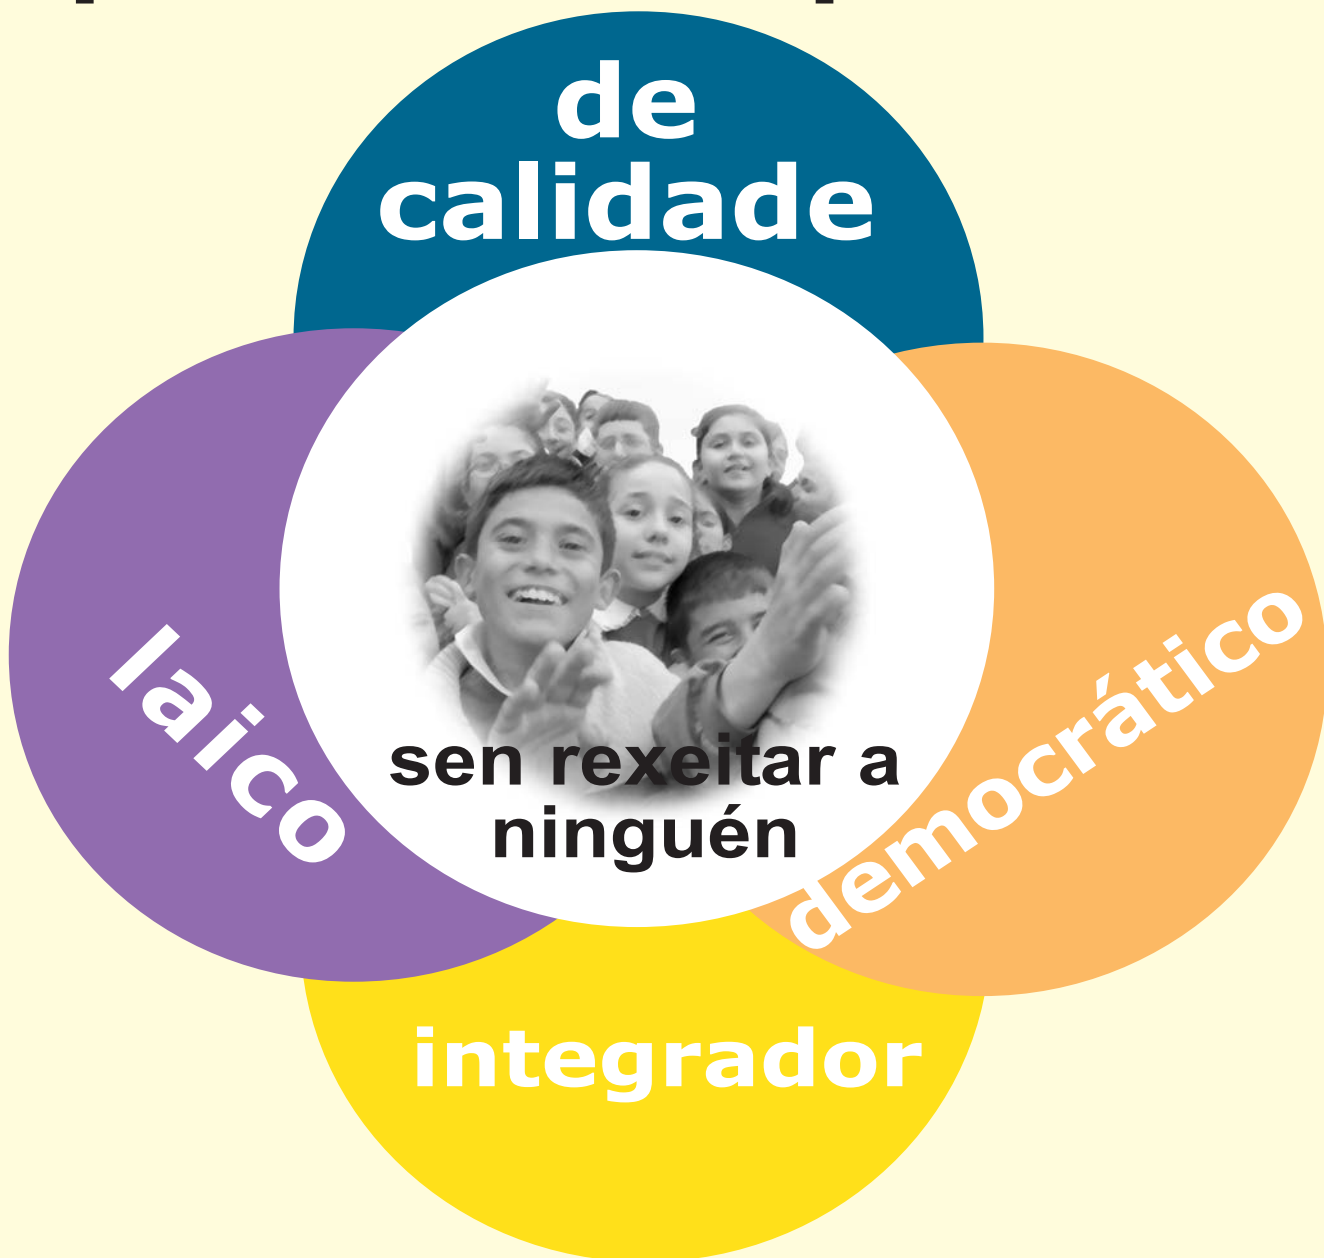 de
calidade
laico
democrático
sen rexeitar a
ninguén
integrador